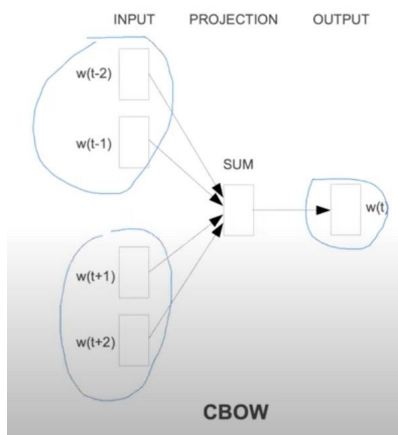 INPUT PROJECTION OUTPUT
w(t-2)
w(t-1)
SUM
w(t)
w(t+1)
w(t+2)
CBOW